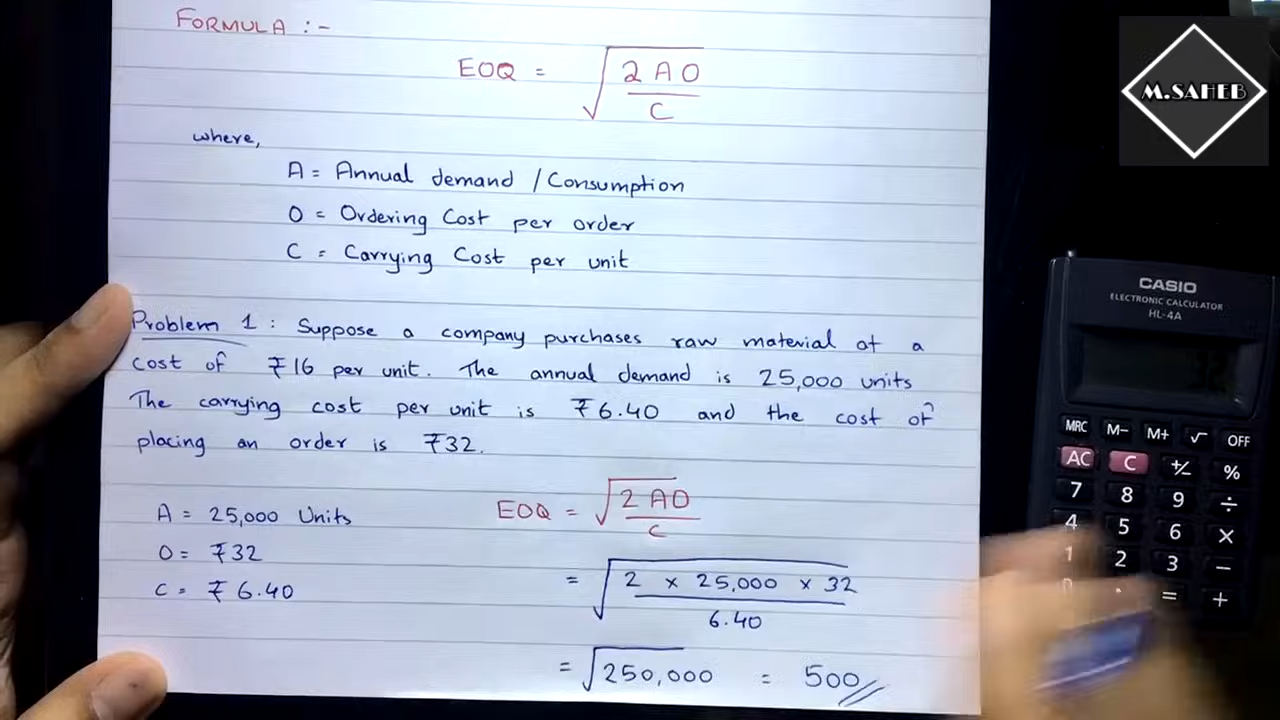 FORMULA :-
EOQ = √ 2 A O / C
where,
A = Annual demand / Consumption
O = Ordering Cost per order
C = Carrying Cost per unit
Problem 1 : Suppose a company purchases raw material at a
cost of ₹16 per unit. The annual demand is 25,000 units
The carrying cost per unit is ₹6.40 and the cost of
placing an order is ₹32.
A = 25,000 Units
O = ₹32
C = ₹6.40
EOQ = √ 2 A O / C
= √ 2 x 25,000 x 32 / 6.40
= √250,000 = 500
M.SAHEB
CASIO
ELECTRONIC CALCULATOR
HL-4A
MRC M- M+ √ OFF
AC C +/- %
7 8 9 ÷
4 5 6 x
1 2 3 -
0 . = +